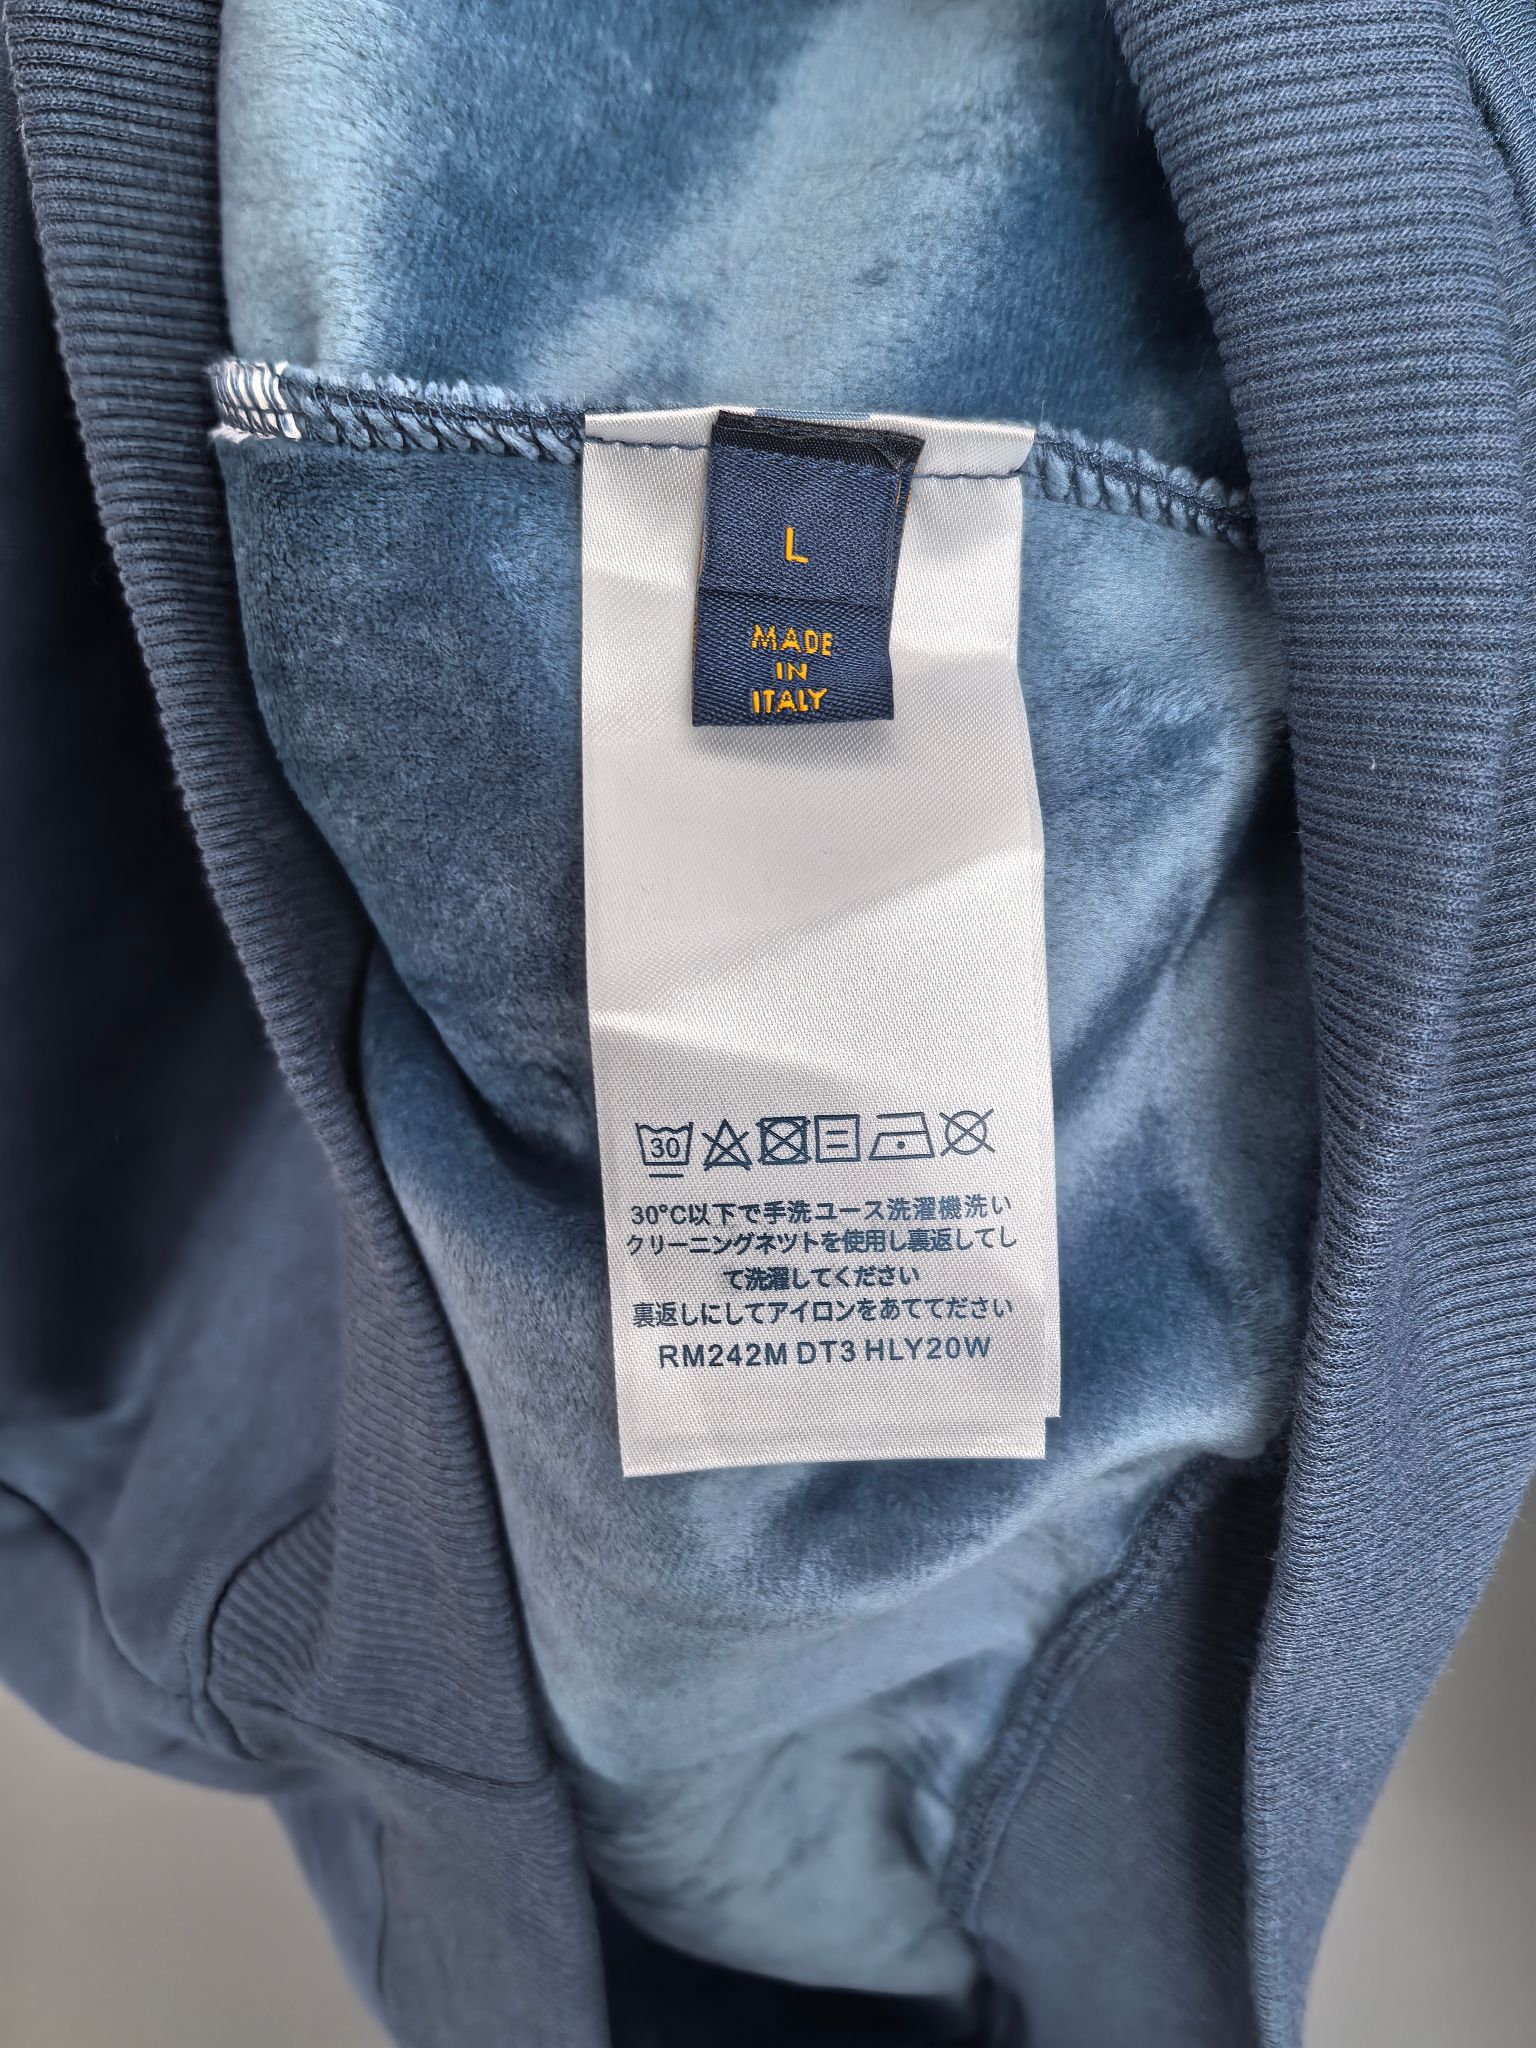 L
MADE
IN
ITALY
30
30°C以下で手洗ユース洗濯機洗い
クリーニングネツトを使用し裏返してし
て洗濯してください
裏返しにしてアイロンをあててださい
RM242M DT3 HLY20W